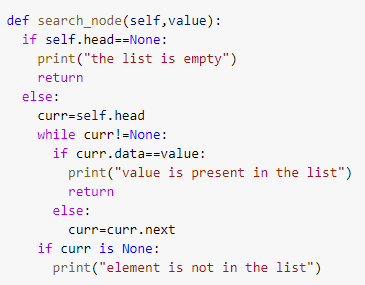 def search_node(self,value):
  if self.head==None:
    print("the list is empty")
    return
  else:
    curr=self.head
    while curr!=None:
      if curr.data==value:
        print("value is present in the list")
        return
      else:
        curr=curr.next
    if curr is None:
      print("element is not in the list")